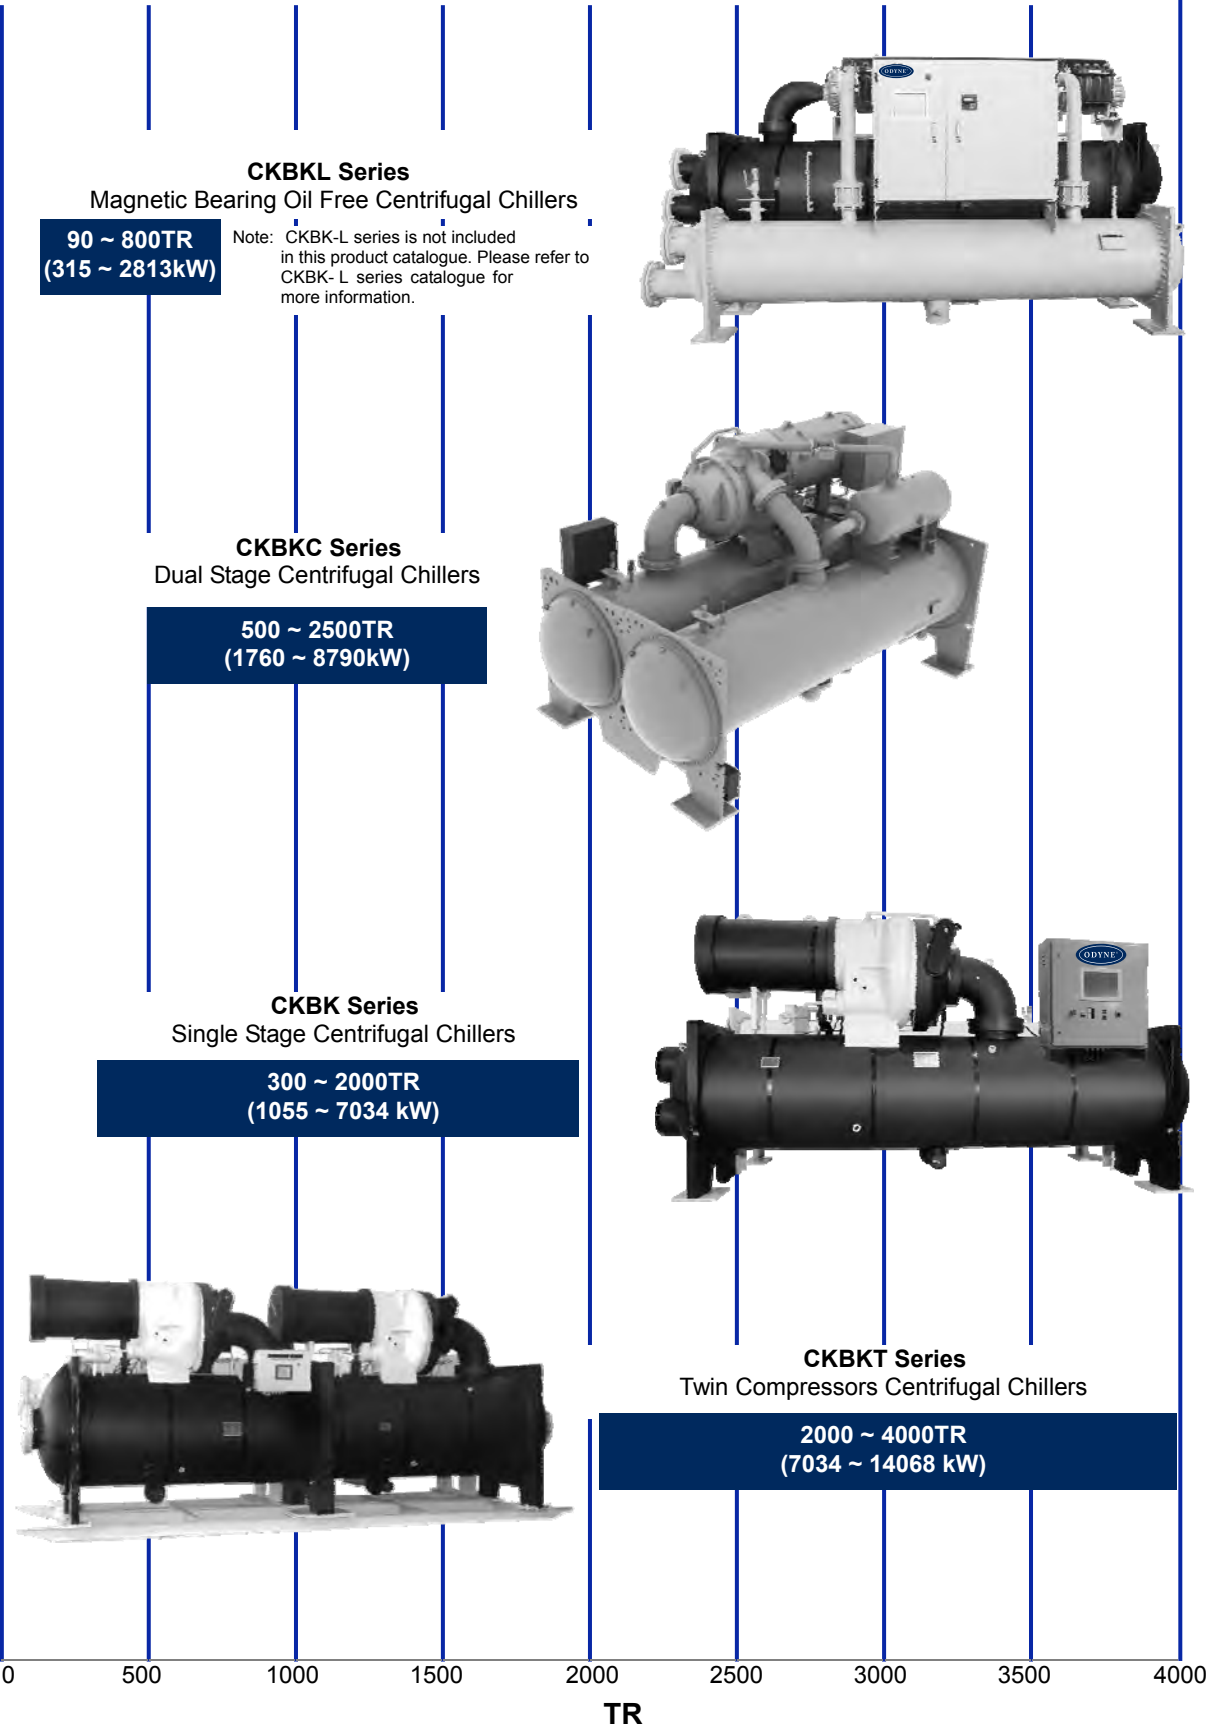 ODYNE
CKBKL Series
Magnetic Bearing Oil Free Centrifugal Chillers
90 ~ 800TR
(315 ~ 2813kW)
Note: CKBK-L series is not included
in this product catalogue. Please refer to
CKBK- L series catalogue for
more information.
CKBKC Series
Dual Stage Centrifugal Chillers
500 ~ 2500TR
(1760 ~ 8790kW)
ODYNE
CKBK Series
Single Stage Centrifugal Chillers
300 ~ 2000TR
(1055 ~ 7034 kW)
CKBKT Series
Twin Compressors Centrifugal Chillers
2000 ~ 4000TR
(7034 ~ 14068 kW)
0 500 1000 1500 2000 2500 3000 3500 4000
TR